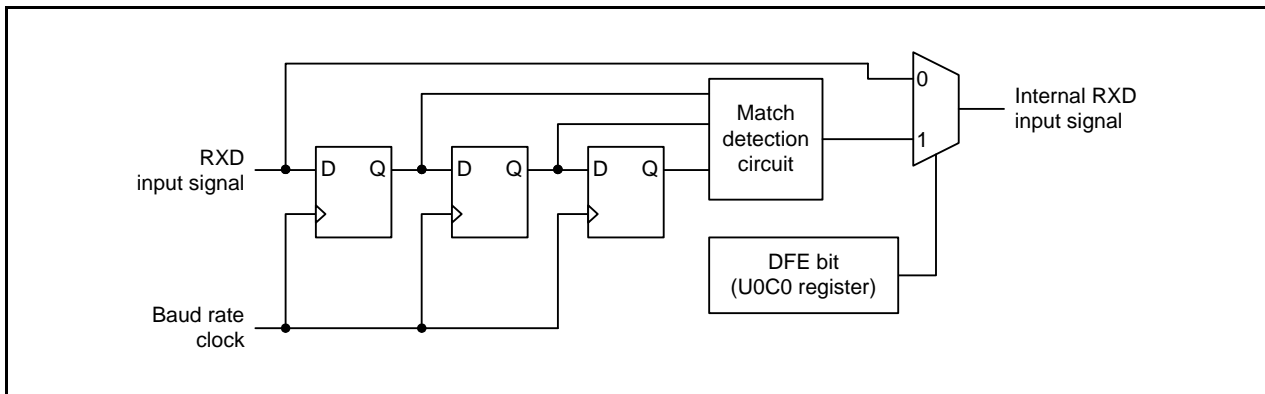 RXD
input signal
Baud rate
clock
D Q
D Q
D Q
Match
detection
circuit
DFE bit
(U0C0 register)
0
1
Internal RXD
input signal